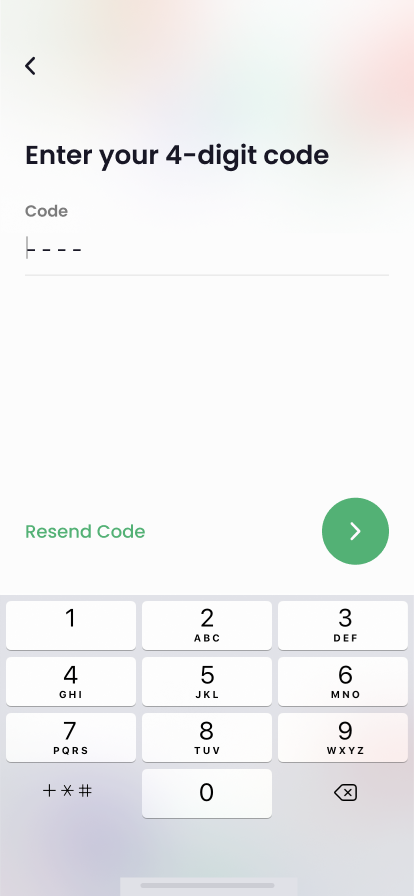 Enter your 4-digit code
Code
- - - -
Resend Code
1 2 3
ABC DEF
4 5 6
GHI JKL MNO
7 8 9
PQRS TUV WXYZ
+*# 0